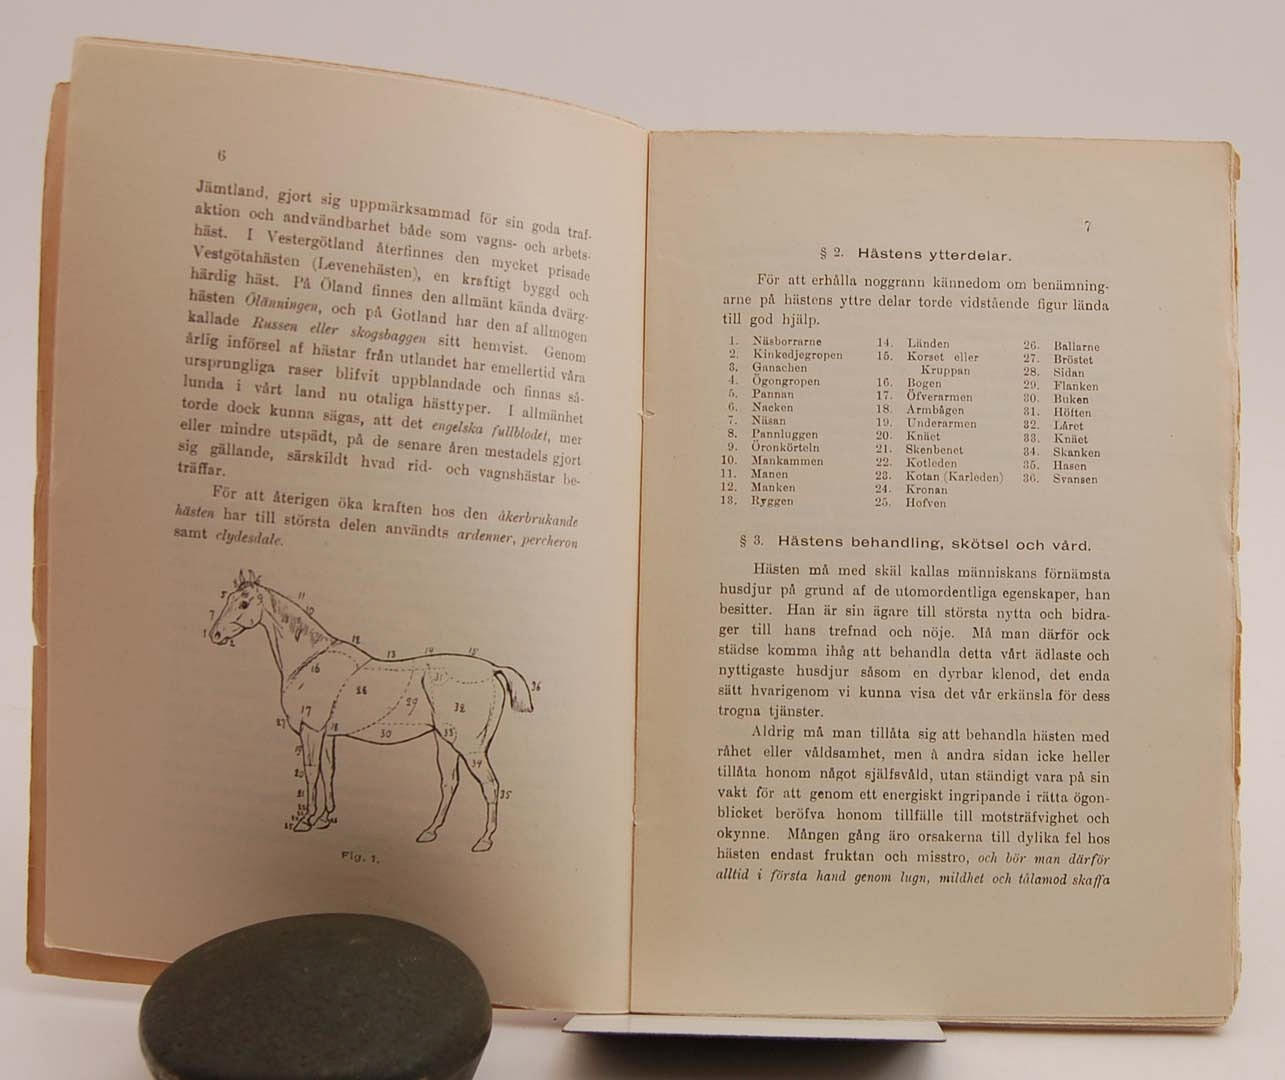 6
Jämtland, gjort sig uppmärksammad för sin goda traf-
aktion och andvändbarhet både som vagns- och arbets-
häst. I Vestergötland återfinnes den mycket prisade
Vestgötahästen (Levenehästen), en kraftigt byggd och
härdig häst. På Öland finnes den allmänt kända dvärg-
hästen Ölänningen, och på Gotland har den af allmogen
kallade Russen eller skogsbaggen sitt hemvist. Genom
årlig införsel af hästar från utlandet har emellertid våra
ursprungliga raser blifvit uppblandade och finnas så-
lunda i vårt land nu otaliga hästtyper. I allmänhet
torde dock kunna sägas, att det engelska fullblodet, mer
eller mindre utspädt, på de senare åren mestadels gjort
sig gällande, särskildt hvad rid- och vagnshästar be-
träffar.
För att återigen öka kraften hos den åkerbrukande
hästen har till största delen användts ardenner, percheron
samt clydesdale.
Fig. 1.
7
§ 2. Hästens ytterdelar.
För att erhålla noggrann kännedom om benämning-
arne på hästens yttre delar torde vidstående figur lända
till god hjälp.
1. Näsborrarne
2. Kinkedjegropen
3. Ganachen
4. Ögongropen
5. Pannan
6. Nacken
7. Näsan
8. Pannluggen
9. Öronkörteln
10. Mankammen
11. Manen
12. Manken
13. Ryggen
14. Länden
15. Korset eller
Kruppan
16. Bogen
17. Öfverarmen
18. Armbågen
19. Underarmen
20. Knäet
21. Skenbenet
22. Kotleden
23. Kotan (Karleden)
24. Kronan
25. Hofven
26. Ballarne
27. Bröstet
28. Sidan
29. Flanken
30. Buken
31. Höften
32. Låret
33. Knäet
34. Skanken
35. Hasen
36. Svansen
§ 3. Hästens behandling, skötsel och vård.
Hästen må med skäl kallas människans förnämsta
husdjur på grund af de utomordentliga egenskaper, han
besitter. Han är sin ägare till största nytta och bidra-
ger till hans trefnad och nöje. Må man därför ock
städse komma ihåg att behandla detta vårt ädlaste och
nyttigaste husdjur såsom en dyrbar klenod, det enda
sätt hvarigenom vi kunna visa det vår erkänsla för dess
trogna tjänster.
Aldrig må man tillåta sig att behandla hästen med
råhet eller våldsamhet, men å andra sidan icke heller
tillåta honom något själfsvåld, utan ständigt vara på sin
vakt för att genom ett energiskt ingripande i rätta ögon-
blicket beröfva honom tillfälle till motsträfvighet och
okynne. Mången gång äro orsakerna till dylika fel hos
hästen endast fruktan och misstro, och bör man därför
alltid i första hand genom lugn, mildhet och tålamod skaffa